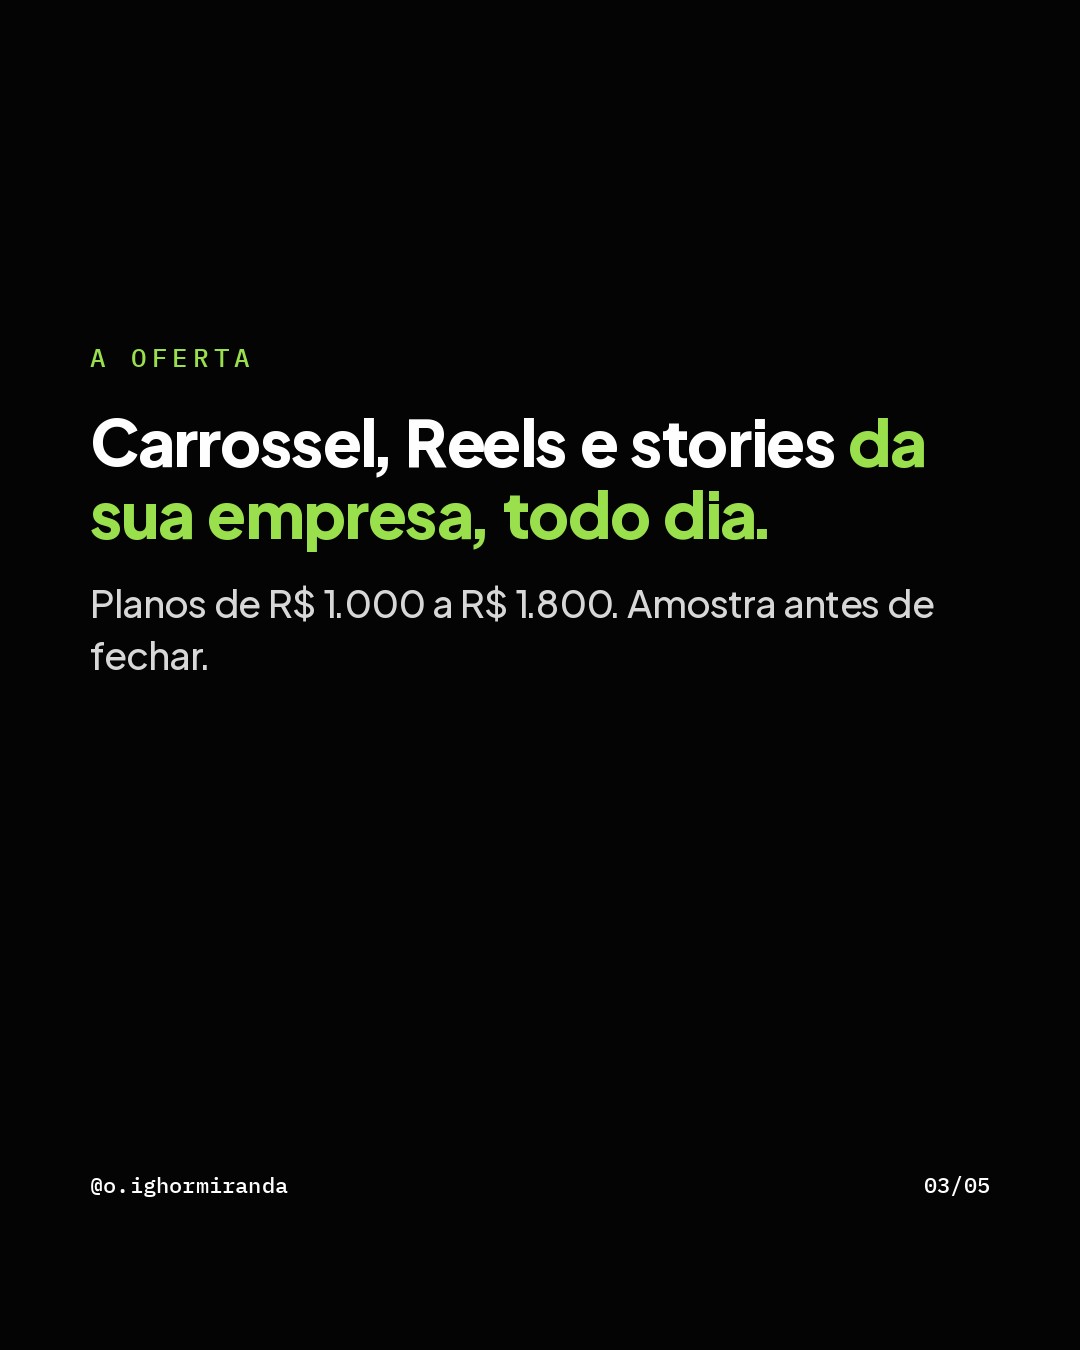 A OFERTA
Carrossel, Reels e stories da
sua empresa, todo dia.
Planos de R$ 1.000 a R$ 1.800. Amostra antes de
fechar.
@o.ighormiranda
03/05